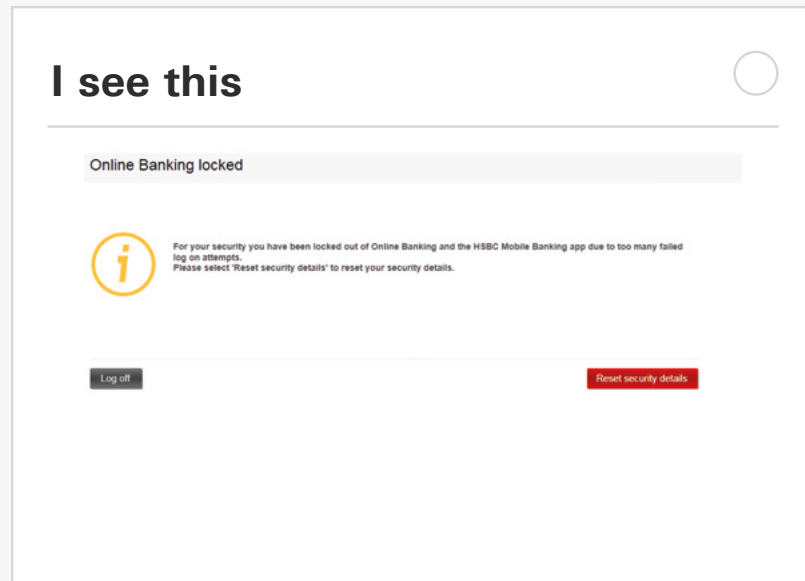 I see this
Online Banking locked
For your security you have been locked out of Online Banking and the HSBC Mobile Banking app due to too many failed
log on attempts.
Please select 'Reset security details' to reset your security details.
Log off
Reset security details